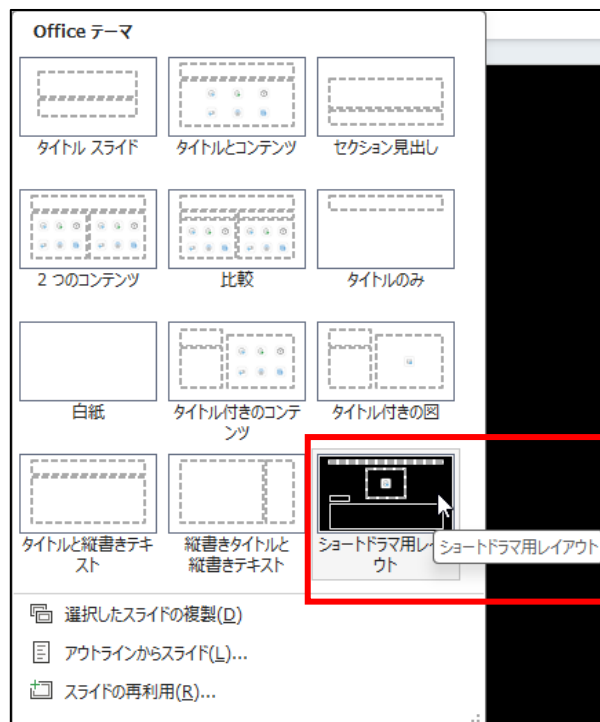 Office テーマ
タイトル スライド
タイトルとコンテンツ
セクション見出し
2 つのコンテンツ
比較
タイトルのみ
白紙
タイトル付きのコンテ
ンツ
タイトル付きの図
タイトルと縦書きテキ
スト
縦書きタイトルと
縦書きテキスト
ショートドラマ用レイ
ウト
ショートドラマ用レイアウト
選択したスライドの複製(D)
アウトラインからスライド(L)...
スライドの再利用(R)...